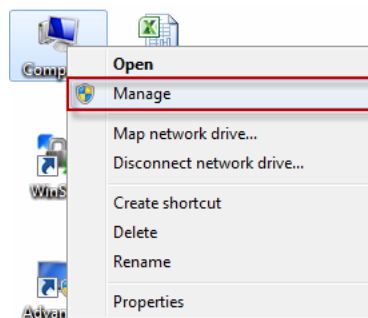 Comp
Open
Manage
Map network drive...
Disconnect network drive...
WinS
Create shortcut
Delete
Rename
Properties
Advan